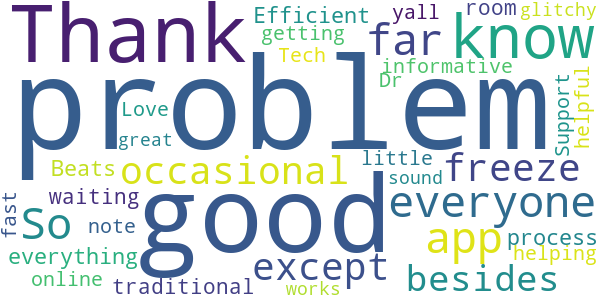 Thank
Efficient
yall
room
glitchy
getting
far
know
Tech
informative
problem
Dr
Support
helpful
Love
great
Beats
occasional
little
sound
freeze
waiting
good
everyone
fast
So
note
app
process
everything
except
helping
online
traditional
works
besides